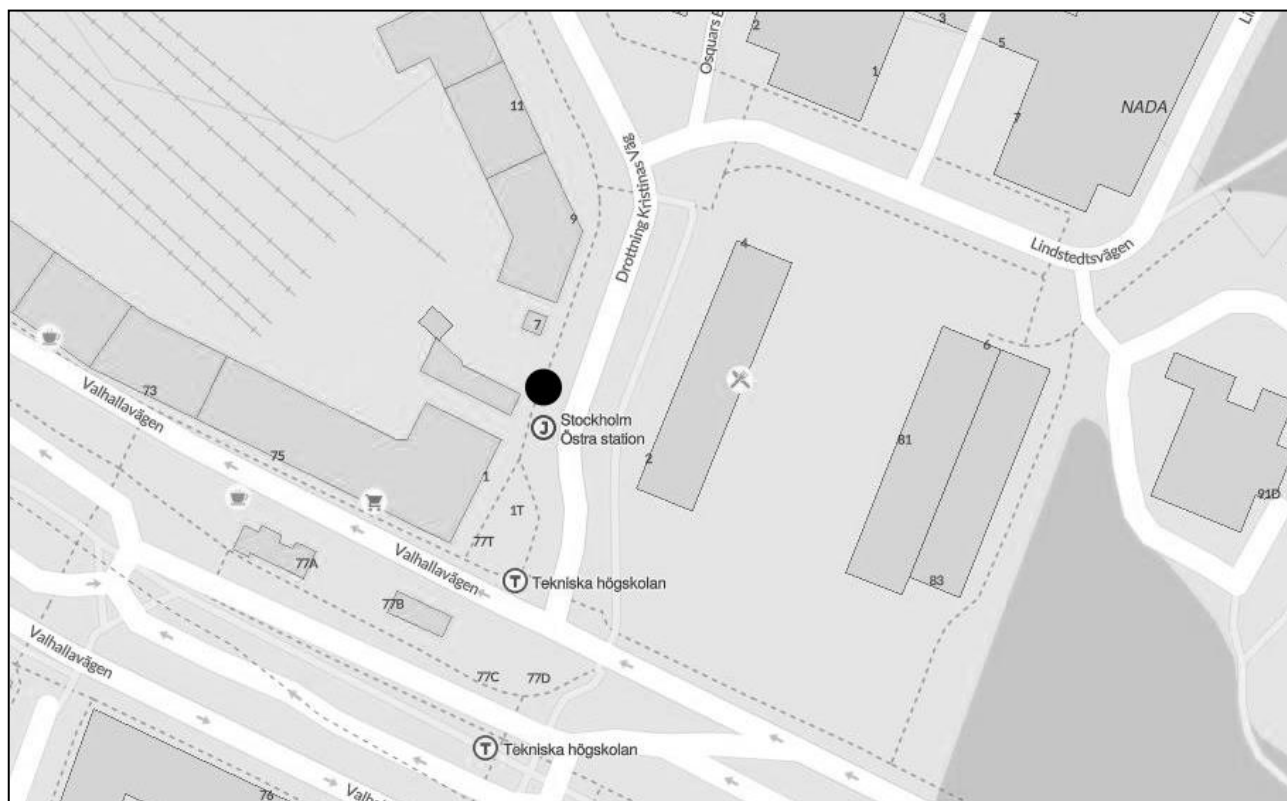 Osquars B
2
3
5
1
7
NADA
11
Drottning Kristinas Väg
9
Lindstedtsvägen
4
7
6
73
Valhallavägen
J
Stockholm
Östra station
75
1
2
81
1T
77T
91D
Valhallavägen
T
Tekniska högskolan
77A
77B
83
Valhallavägen
77C
77D
T
Tekniska högskolan
76